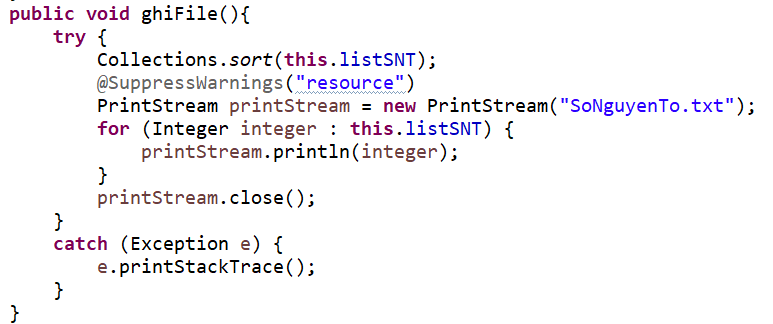 public void ghiFile(){
try {
Collections.sort(this.listSNT);
@SuppressWarnings("resource")
PrintStream printStream = new PrintStream("SoNguyenTo.txt");
for (Integer integer : this.listSNT) {
printStream.println(integer);
}
printStream.close();
}
catch (Exception e) {
e.printStackTrace();
}
}